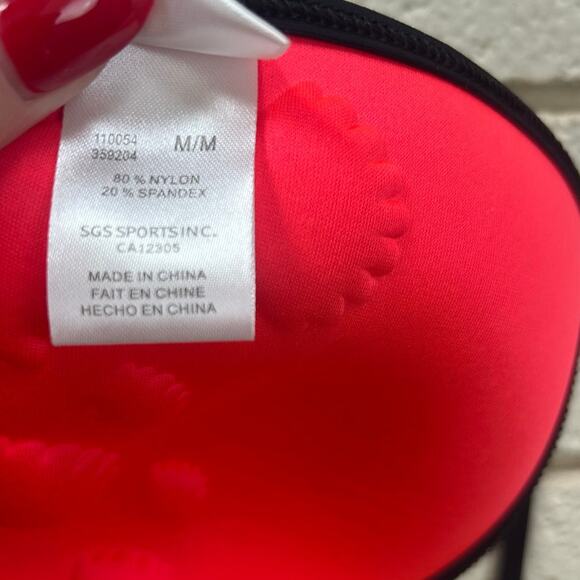 110054
359204 M/M
80 % NYLON
20 % SPANDEX
SGS SPORTS INC.
CA12305
MADE IN CHINA
FAIT EN CHINE
HECHO EN CHINA